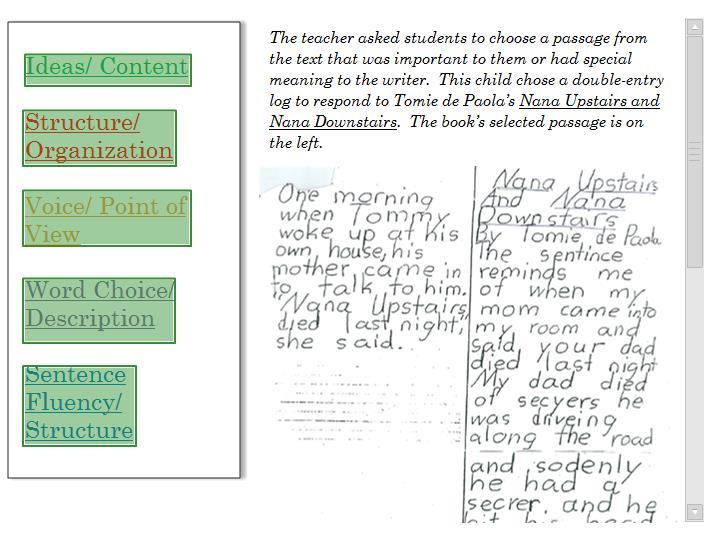 Ideas/ Content
Structure/
Organization
Voice/ Point of
View
Word Choice/
Description
Sentence
Fluency/
Structure
The teacher asked students to choose a passage from
the text that was important to them or had special
meaning to the writer. This child chose a double-entry
log to respond to Tomie de Paola's Nana Upstairs and
Nana Downstairs. The book's selected passage is on
the left.
One morning
when Tommy
woke up at his
own house, his
mother, came in
to talk to him.
"Nana Upstairs
died last night,"
she said.
Nana Upstairs
And Nana
Downstairs
By Tomie de Paola
The sentince
reminds me
of when my
mom came into
my room and
said your dad
died last night
My dad died
of secyers he
was driveing
along the road
and sodenly
he had a
secrer, and he